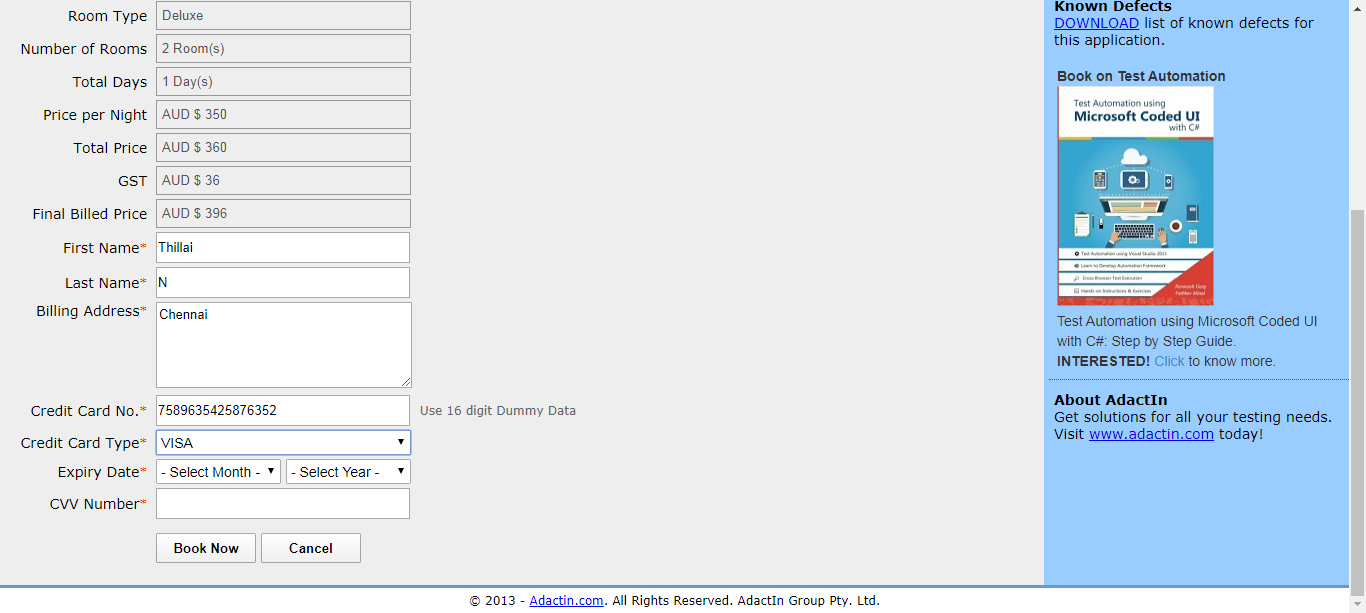 Room Type Deluxe
Number of Rooms 2 Room(s)
Total Days 1 Day(s)
Price per Night AUD $ 350
Total Price AUD $ 360
GST AUD $ 36
Final Billed Price AUD $ 396
First Name* Thillai
Last Name* N
Billing Address* Chennai
Credit Card No.* 7589635425876352 Use 16 digit Dummy Data
Credit Card Type* VISA
Expiry Date* - Select Month - - Select Year -
CVV Number*
Book Now Cancel
Known Defects
DOWNLOAD list of known defects for
this application.
Book on Test Automation
Test Automation using
Microsoft Coded UI
with C#
Test Automation using Visual Studio 2015
Learn to Develop Automation Framework
Cross Browser Test Execution
Hands-on Instructions & Exercises
Test Automation using Microsoft Coded UI
with C#: Step by Step Guide.
INTERESTED! Click to know more.
About AdactIn
Get solutions for all your testing needs.
Visit www.adactin.com today!
© 2013 - Adactin.com. All Rights Reserved. AdactIn Group Pty. Ltd.